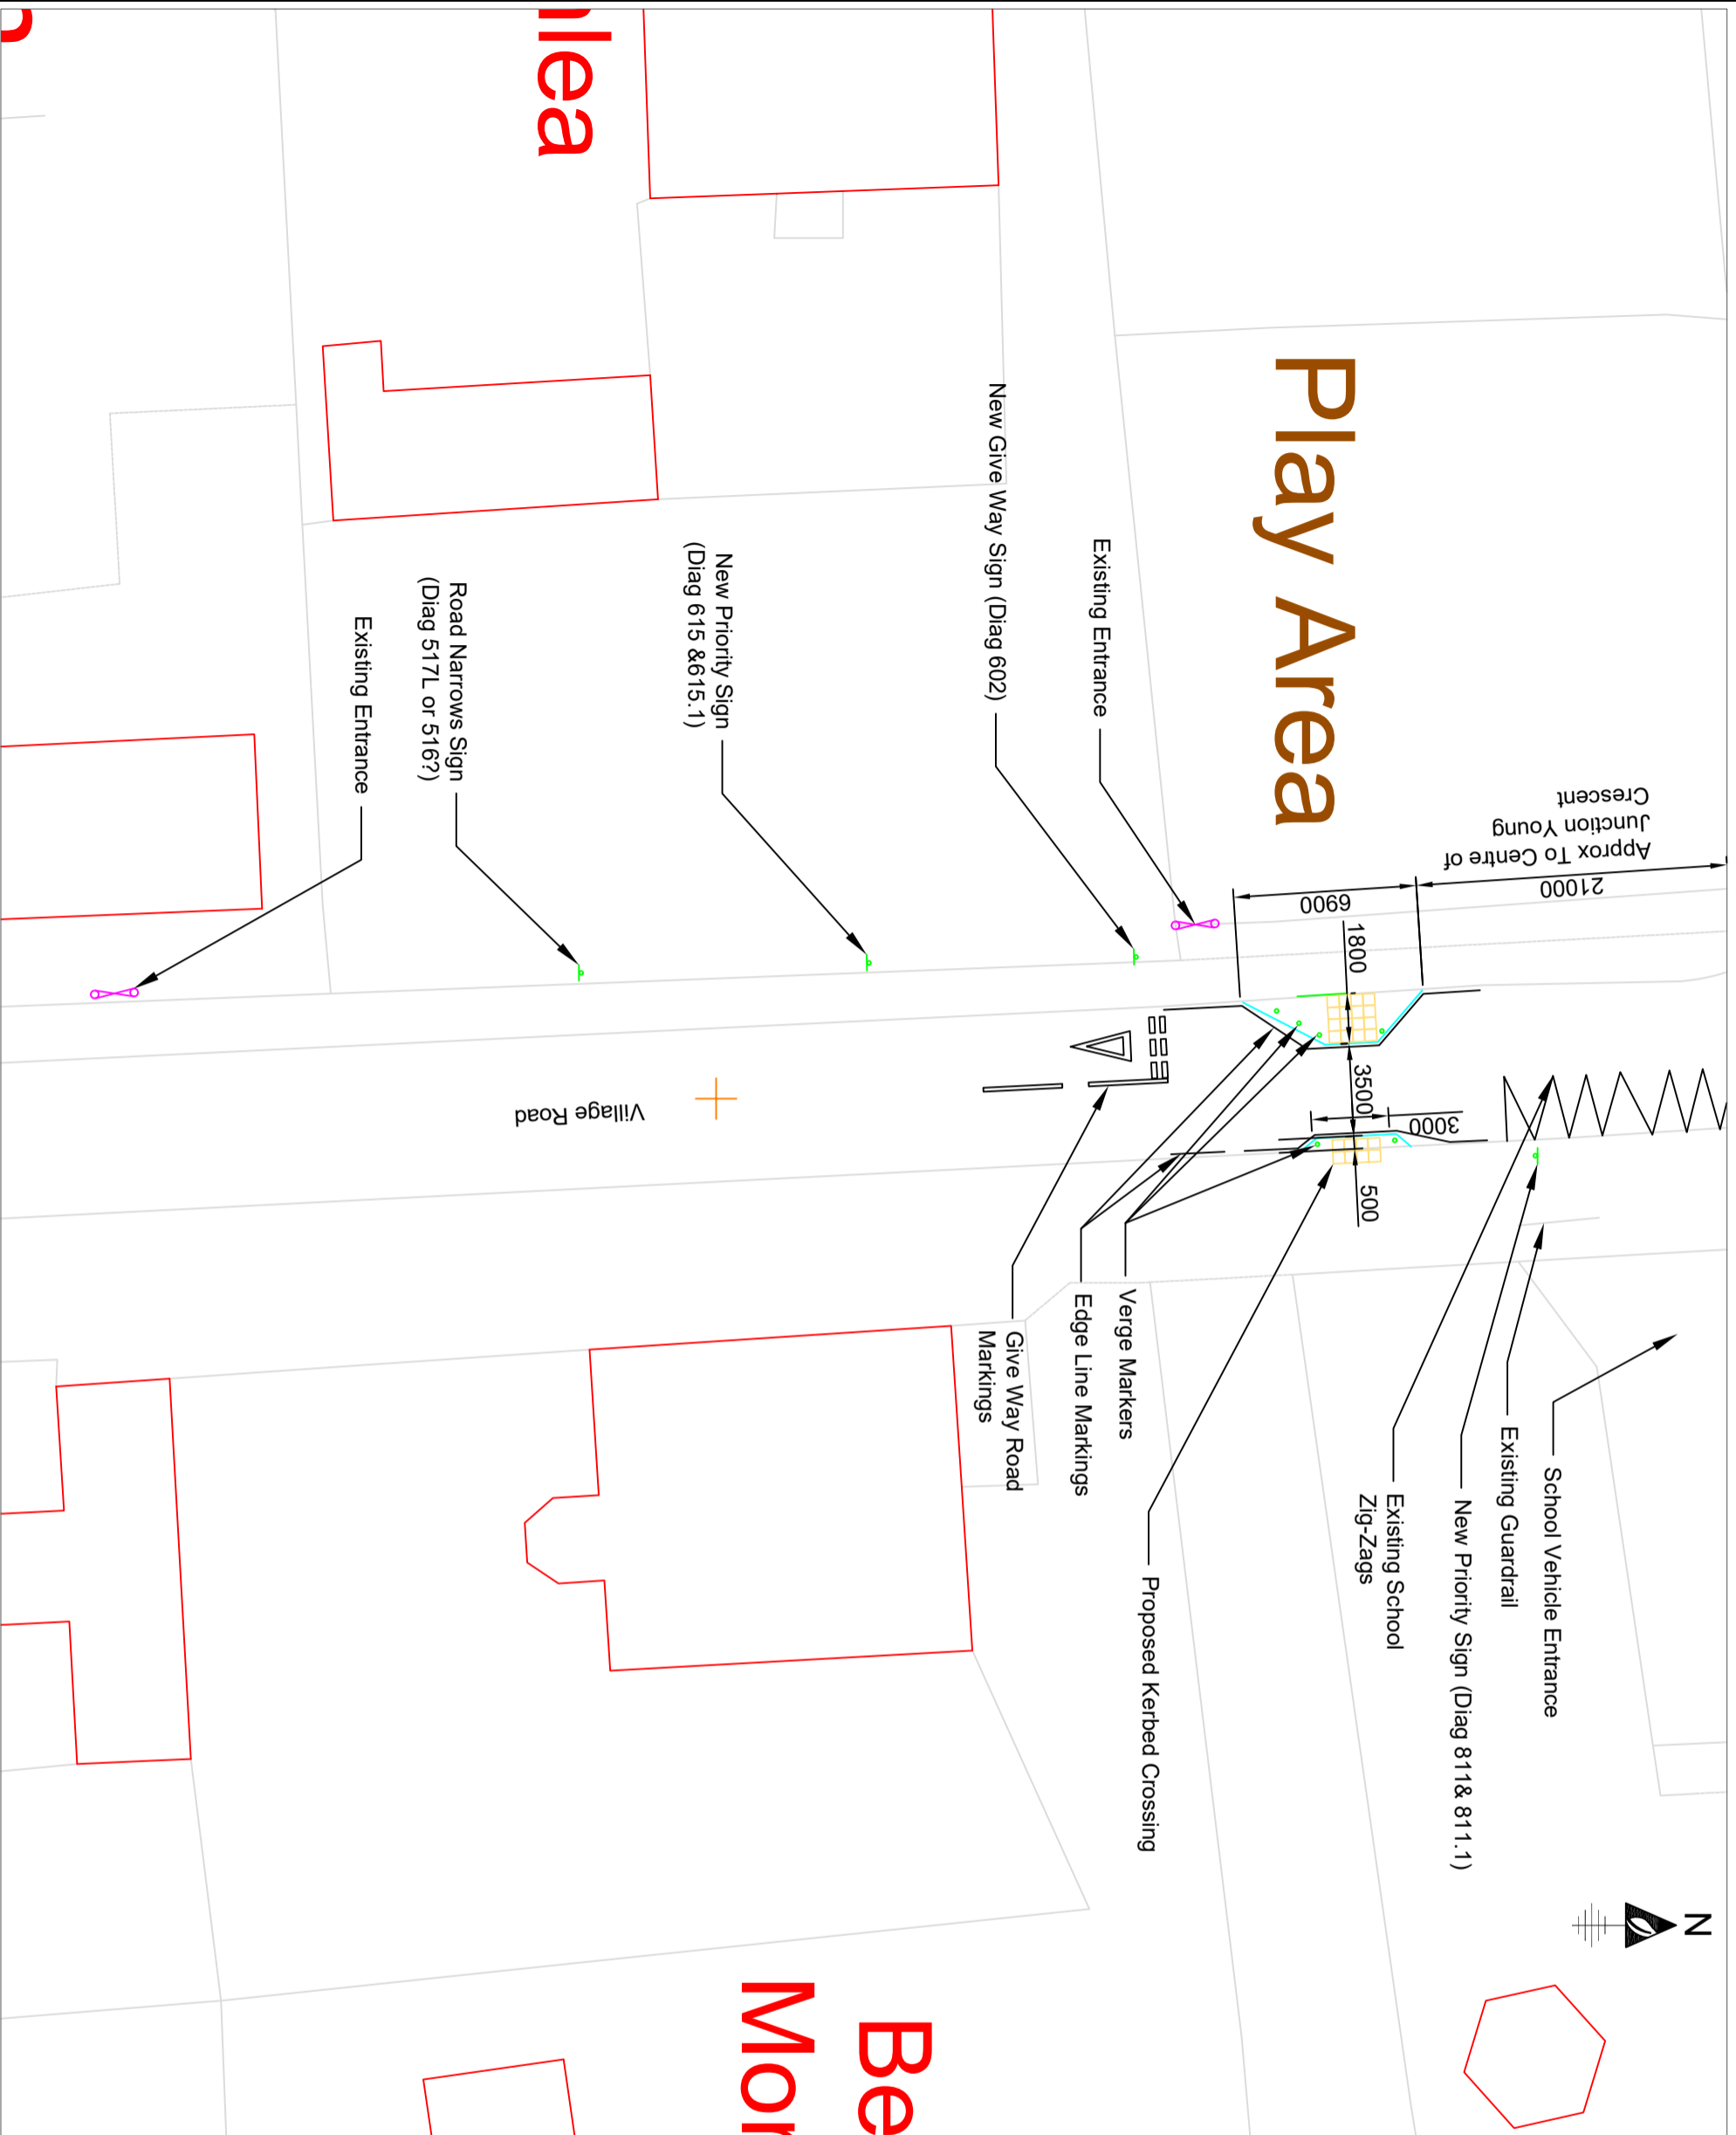 mlea
Play Area
New Give Way Sign (Diag 602)
Existing Entrance
New Priority Sign
(Diag 615 &615.1)
Road Narrows Sign
(Diag 517L or 516?)
Existing Entrance
Approx To Centre of
Junction Young
Crescent
21000
6900
1800
3500
3000
500
Village Road
School Vehicle Entrance
Existing Guardrail
New Priority Sign (Diag 811& 811.1)
Existing School
Zig-Zags
Verge Markers
Edge Line Markings
Give Way Road
Markings
Proposed Kerbed Crossing
N
Be
Mor